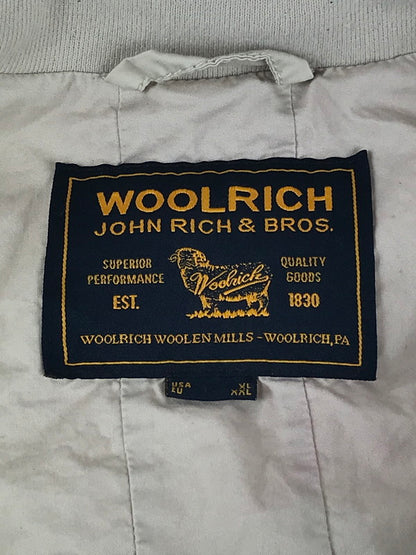 WOOLRICH
JOHN RICH & BROS.
SUPERIOR PERFORMANCE
EST.
Woolrich
QUALITY GOODS
1830
WOOLRICH WOOLEN MILLS - WOOLRICH, PA
USA XL
EU XXL